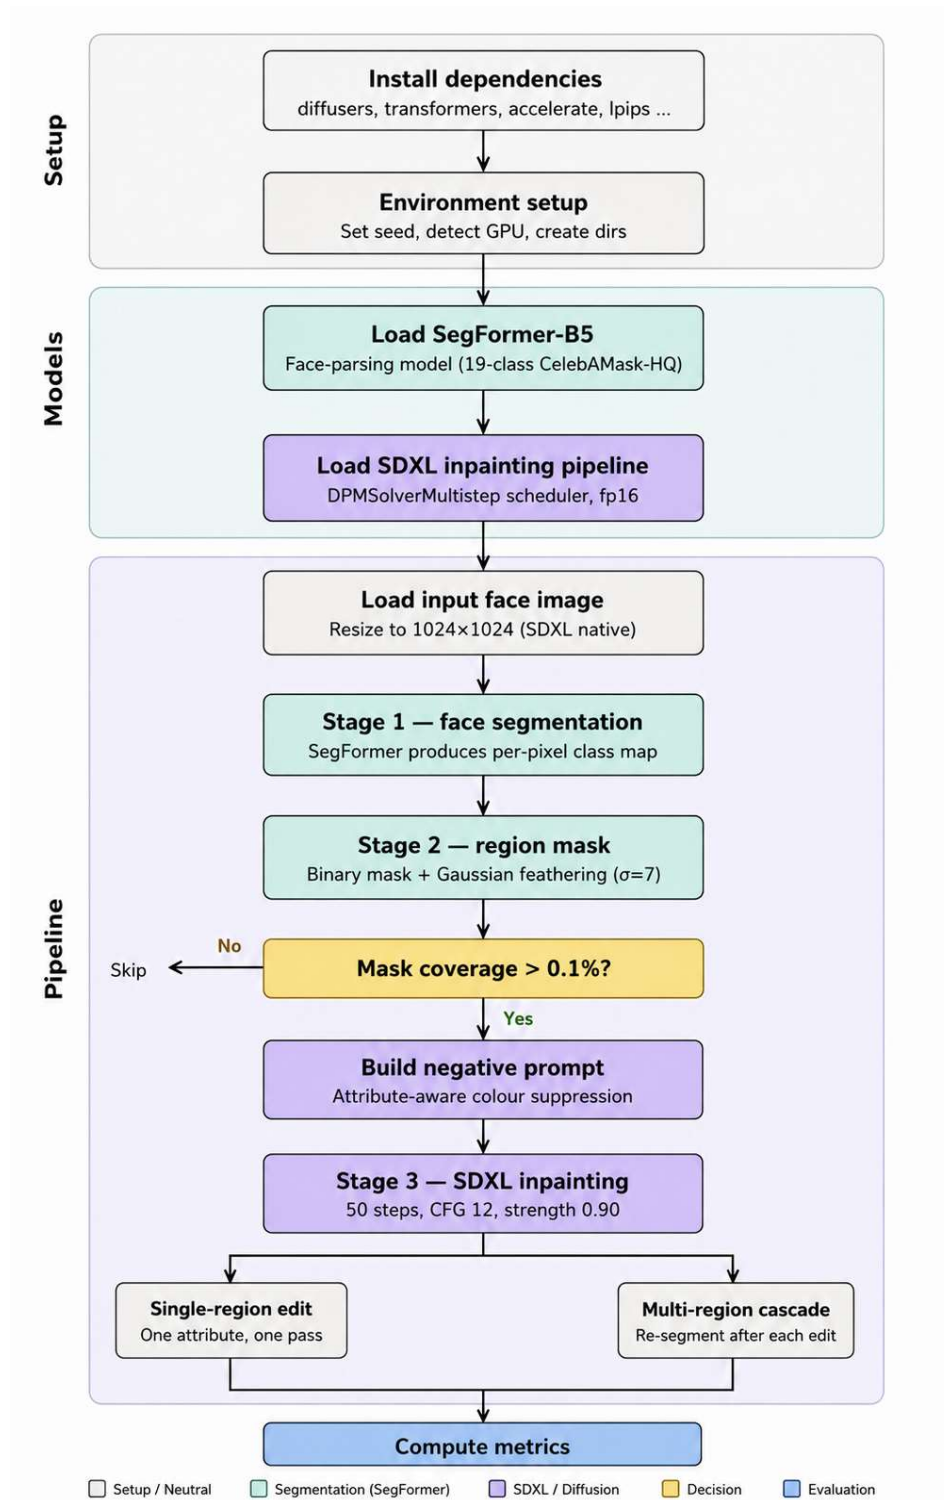 Setup
Install dependencies
diffusers, transformers, accelerate, lpips ...
Environment setup
Set seed, detect GPU, create dirs
Models
Load SegFormer-B5
Face-parsing model (19-class CelebAMask-HQ)
Load SDXL inpainting pipeline
DPMSolverMultistep scheduler, fp16
Pipeline
Load input face image
Resize to 1024×1024 (SDXL native)
Stage 1 — face segmentation
SegFormer produces per-pixel class map
Stage 2 — region mask
Binary mask + Gaussian feathering (σ=7)
Mask coverage > 0.1%?
No
Skip
Yes
Build negative prompt
Attribute-aware colour suppression
Stage 3 — SDXL inpainting
50 steps, CFG 12, strength 0.90
Single-region edit
One attribute, one pass
Multi-region cascade
Re-segment after each edit
Compute metrics
Setup / Neutral
Segmentation (SegFormer)
SDXL / Diffusion
Decision
Evaluation